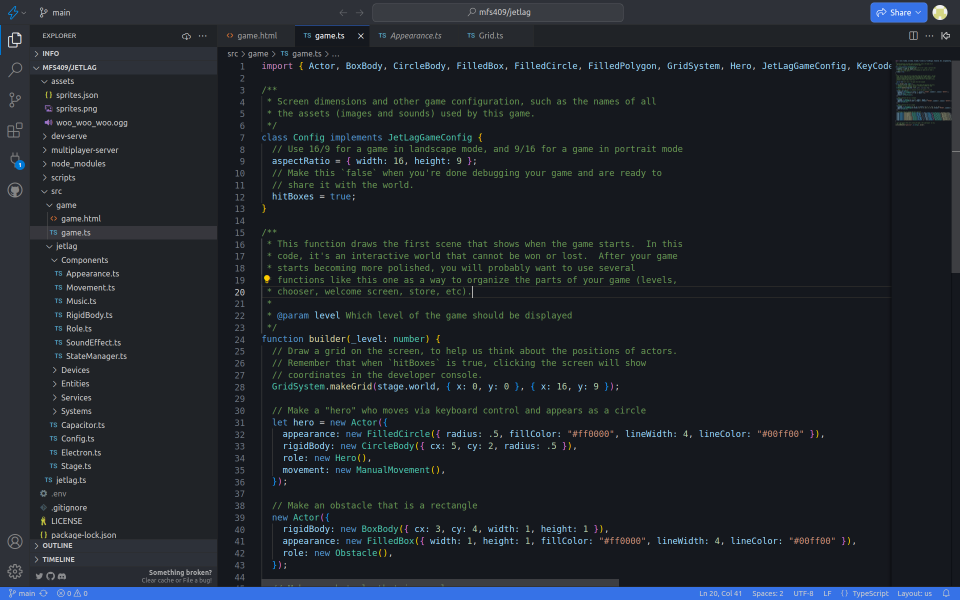 main
mfs409/jetlag
Share
EXPLORER
INFO
MFS409/JETLAG
assets
sprites.json
sprites.png
woo_woo_woo.ogg
dev-serve
multiplayer-server
node_modules
scripts
src
game
game.html
TS game.ts
jetlag
Components
TS Appearance.ts
TS Movement.ts
TS Music.ts
TS RigidBody.ts
TS Role.ts
TS SoundEffect.ts
TS StateManager.ts
Devices
Entities
Services
Systems
TS Capacitor.ts
TS Config.ts
TS Electron.ts
TS Stage.ts
TS jetlag.ts
.env
.gitignore
LICENSE
package-lock.json
OUTLINE
TIMELINE
Something broken?
Clear cache or File a bug!
1
game.html
TS game.ts
TS Appearance.ts
TS Grid.ts
src > game > TS game.ts > ...
1 import { Actor, BoxBody, CircleBody, FilledBox, FilledCircle, FilledPolygon, GridSystem, Hero, JetLagGameConfig, KeyCode
2
3 /**
4 * Screen dimensions and other game configuration, such as the names of all
5 * the assets (images and sounds) used by this game.
6 */
7 class Config implements JetLagGameConfig {
8 // Use 16/9 for a game in landscape mode, and 9/16 for a game in portrait mode
9 aspectRatio = { width: 16, height: 9 };
10 // Make this `false` when you're done debugging your game and are ready to
11 // share it with the world.
12 hitBoxes = true;
13 }
14
15 /**
16 * This function draws the first scene that shows when the game starts.  In this
17 * code, it's an interactive world that cannot be won or lost.  After your game
18 * starts becoming more polished, you will probably want to use several
19 functions like this one as a way to organize the parts of your game (levels,
20 * chooser, welcome screen, store, etc).
21 *
22 * @param level Which level of the game should be displayed
23 */
24 function builder(_level: number) {
25 // Draw a grid on the screen, to help us think about the positions of actors.
26 // Remember that when `hitBoxes` is true, clicking the screen will show
27 // coordinates in the developer console.
28 GridSystem.makeGrid(stage.world, { x: 0, y: 0 }, { x: 16, y: 9 });
29
30 // Make a "hero" who moves via keyboard control and appears as a circle
31 let hero = new Actor({
32 appearance: new FilledCircle({ radius: .5, fillColor: "#ff0000", lineWidth: 4, lineColor: "#00ff00" }),
33 rigidBody: new CircleBody({ cx: 5, cy: 2, radius: .5 }),
34 role: new Hero(),
35 movement: new ManualMovement(),
36 });
37
38 // Make an obstacle that is a rectangle
39 new Actor({
40 rigidBody: new BoxBody({ cx: 3, cy: 4, width: 1, height: 1 }),
41 appearance: new FilledBox({ width: 1, height: 1, fillColor: "#ff0000", lineWidth: 4, lineColor: "#00ff00" }),
42 role: new Obstacle(),
43 });
44
main
0 0
Ln 20, Col 41
Spaces: 2
UTF-8
LF
{ } TypeScript
Layout: us